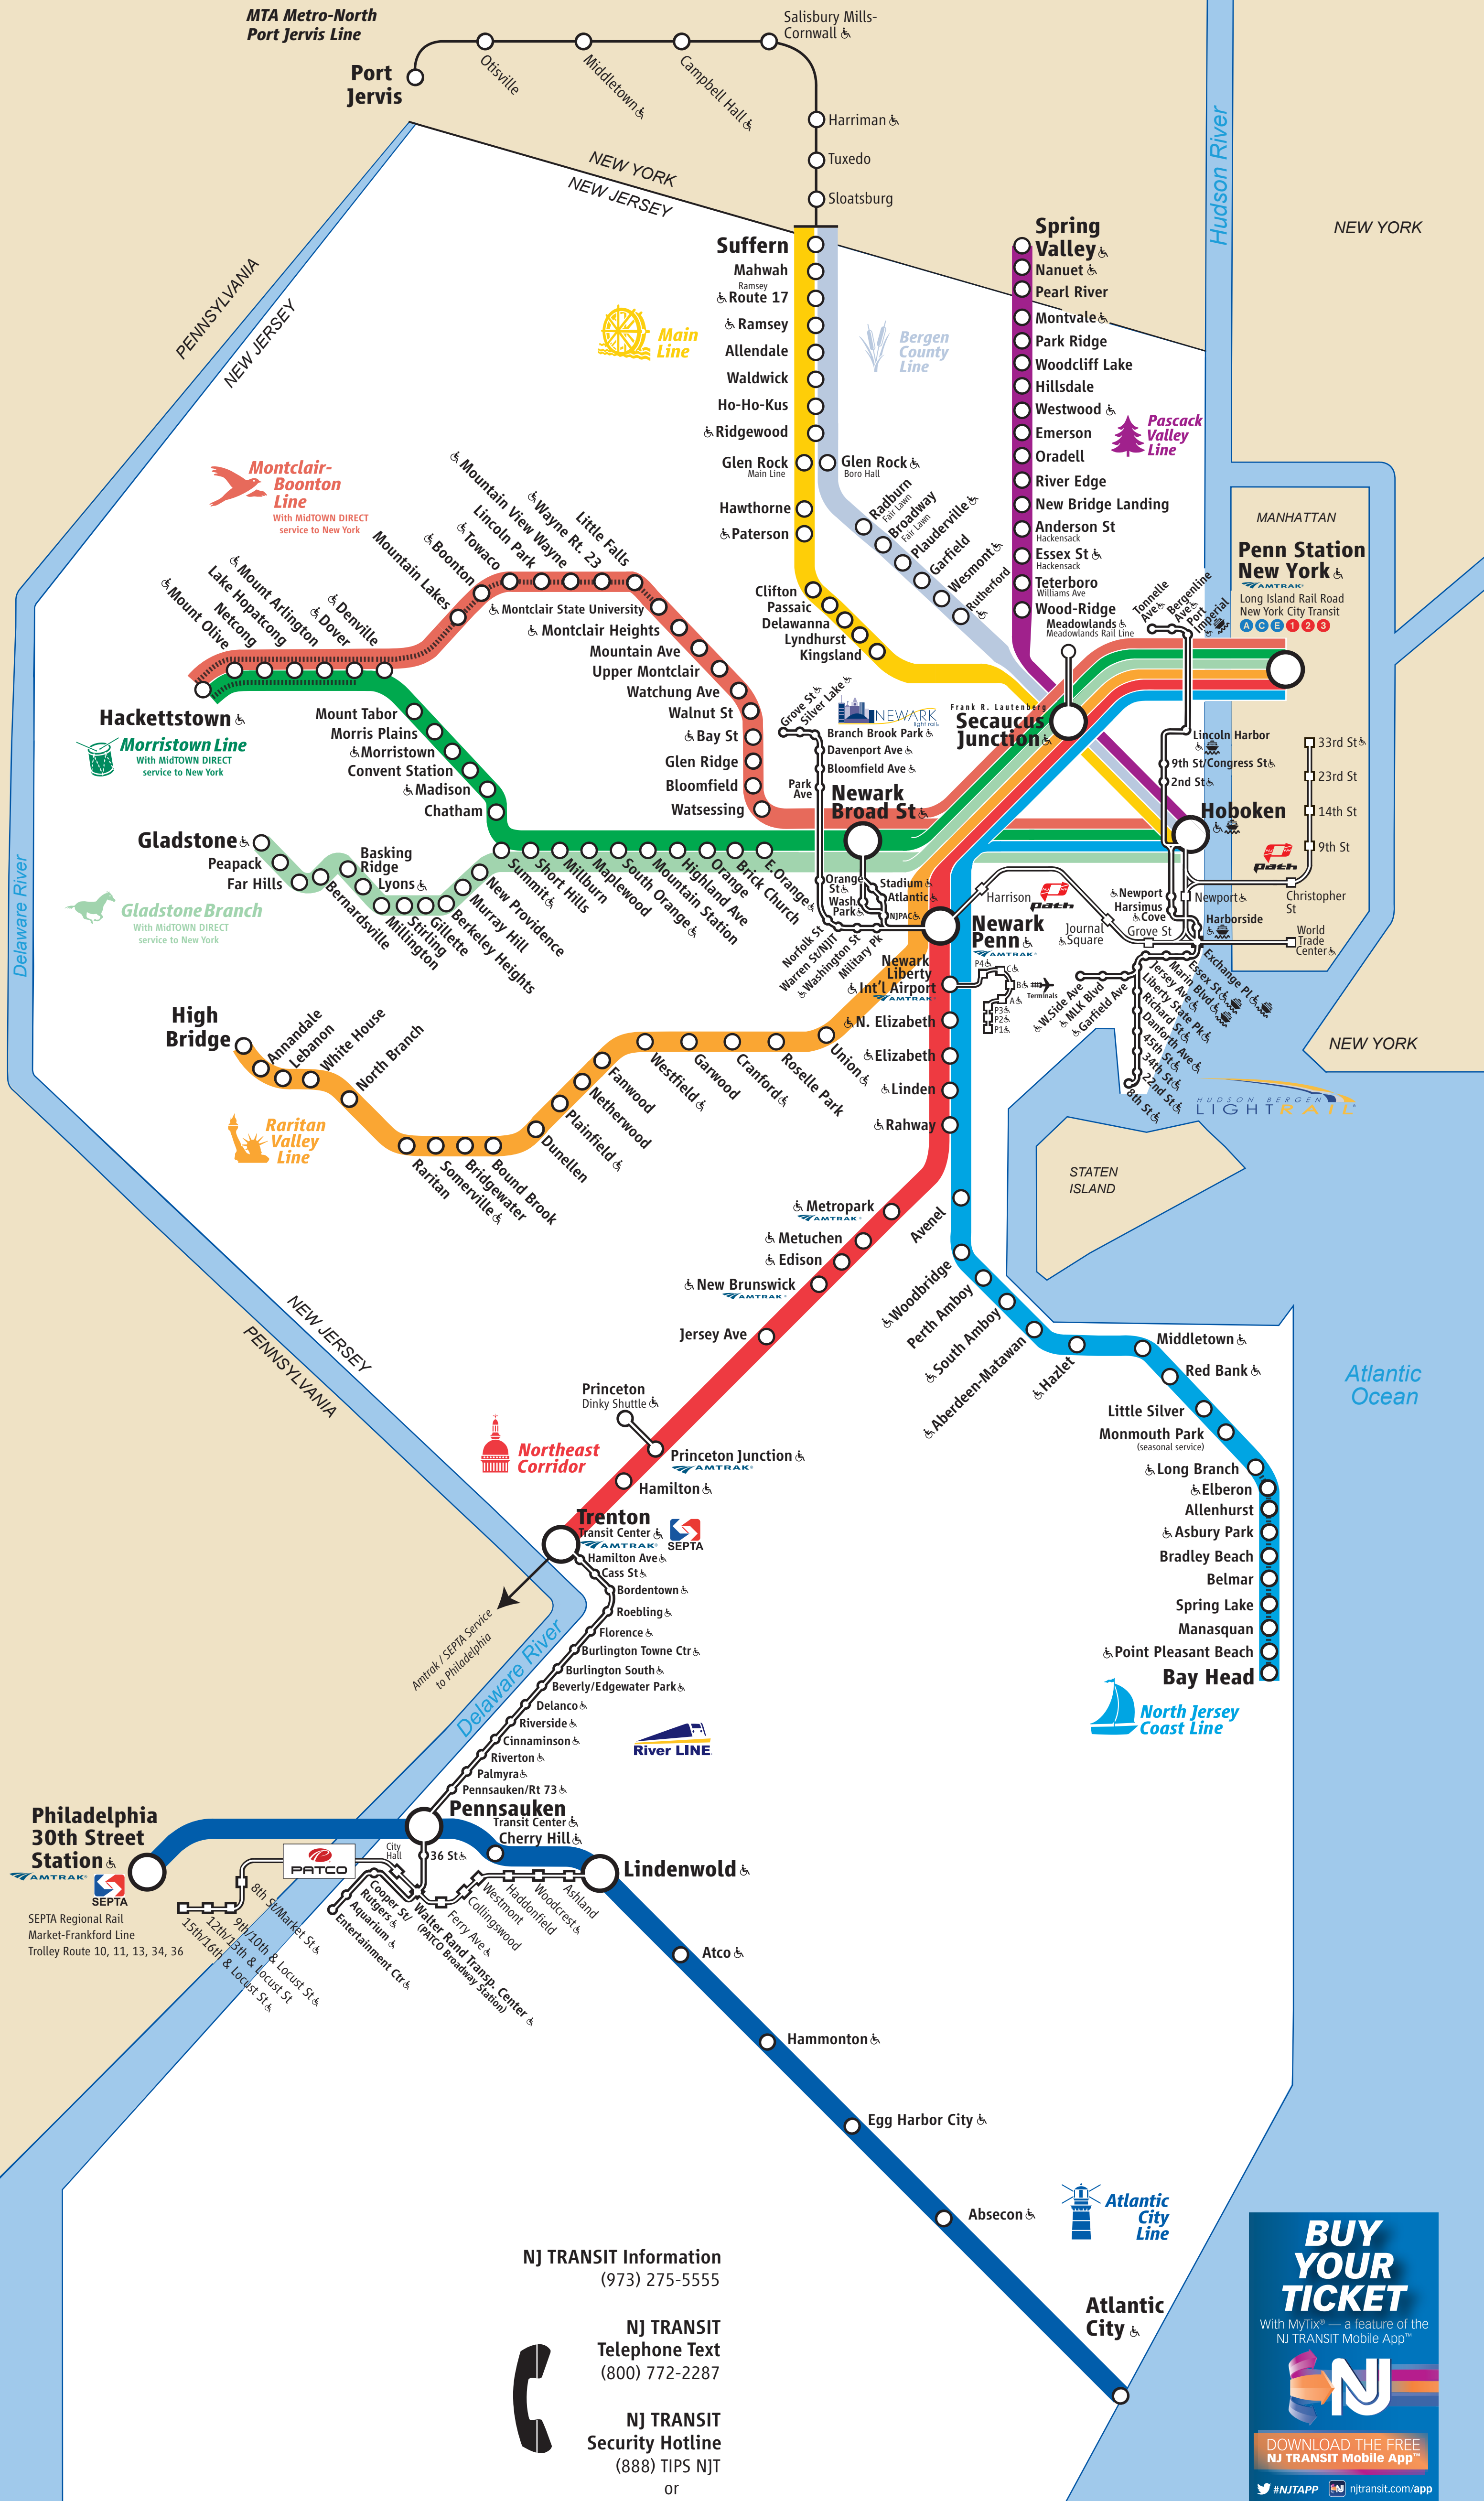 MTA Metro-North
Port Jervis Line
Port
Jervis
Otisville
Middletown
Campbell Hall
Salisbury Mills-
Cornwall
Harriman
Tuxedo
Sloatsburg
NEW YORK
NEW JERSEY
PENNSYLVANIA
NEW JERSEY
Hudson River
NEW YORK
Suffern
Mahwah
Ramsey
Route 17
Ramsey
Allendale
Waldwick
Ho-Ho-Kus
Ridgewood
Glen Rock
Main Line
Glen Rock
Boro Hall
Hawthorne
Paterson
Clifton
Passaic
Delawanna
Lyndhurst
Kingsland
Main
Line
Bergen
County
Line
Radburn
Fair Lawn
Broadway
Fair Lawn
Plauderville
Garfield
Wesmont
Rutherford
Spring
Valley
Nanuet
Pearl River
Montvale
Park Ridge
Woodcliff Lake
Hillsdale
Westwood
Emerson
Oradell
River Edge
New Bridge Landing
Anderson St
Hackensack
Essex St
Hackensack
Teterboro
Williams Ave
Wood-Ridge
Meadowlands
Meadowlands Rail Line
Pascack
Valley
Line
MANHATTAN
Penn Station
New York
AMTRAK
Long Island Rail Road
New York City Transit
A C E 1 2 3
Montclair-
Boonton
Line
With MidTOWN DIRECT
service to New York
Mount Olive
Netcong
Lake Hopatcong
Mount Arlington
Dover
Denville
Mountain Lakes
Boonton
Towaco
Lincoln Park
Mountain View Wayne
Wayne Rt. 23
Little Falls
Montclair State University
Montclair Heights
Mountain Ave
Upper Montclair
Watchung Ave
Walnut St
Bay St
Glen Ridge
Bloomfield
Watsessing
Hackettstown
Morristown Line
With MidTOWN DIRECT
service to New York
Mount Tabor
Morris Plains
Morristown
Convent Station
Madison
Chatham
Summit
Short Hills
Millburn
Maplewood
South Orange
Mountain Station
Highland Ave
Orange
Brick Church
E.Orange
Gladstone
Peapack
Far Hills
Bernardsville
Basking
Ridge
Lyons
Millington
Stirling
Gillette
Berkeley Heights
Murray Hill
New Providence
Gladstone Branch
With MidTOWN DIRECT
service to New York
Grove St
Silver Lake
NEWARK
light rail
Branch Brook Park
Davenport Ave
Bloomfield Ave
Park
Ave
Newark
Broad St
Orange
St
Wash.
Park
Stadium
Atlantic
NJPAC
Norfolk St
Warren St/NJIT
Washington St
Military Pk
Frank R. Lautenberg
Secaucus
Junction
Tonnelle
Ave
Bergenline
Ave
Port
Imperial
Lincoln Harbor
9th St/Congress St
2nd St
Hoboken
33rd St
23rd St
14th St
9th St
path
Christopher
St
World
Trade
Center
Newport
Newport
Harsimus
Cove
Harborside
Harrison
path
Journal
Square
Grove St
Exchange Pl
Essex St
Marin Blvd
Jersey Ave
Liberty State Pk
Richard St
Danforth Ave
45th St
34th St
22nd St
8th St
W.Side Ave
MLK Blvd
Garfield Ave
HUDSON BERGEN
LIGHT RAIL
NEW YORK
Newark
Penn
AMTRAK
Newark
Liberty
Int'l Airport
AMTRAK
P4
C
B
A
P3
P2
P1
Terminals
N. Elizabeth
Elizabeth
Linden
Rahway
High
Bridge
Annandale
Lebanon
White House
North Branch
Raritan
Somerville
Bridgewater
Bound Brook
Dunellen
Plainfield
Netherwood
Fanwood
Westfield
Garwood
Cranford
Roselle Park
Union
Raritan
Valley
Line
STATEN
ISLAND
Metropark
AMTRAK
Metuchen
Edison
New Brunswick
AMTRAK
Jersey Ave
Princeton
Dinky Shuttle
Princeton Junction
AMTRAK
Hamilton
Northeast
Corridor
Trenton
Transit Center
AMTRAK
SEPTA
Avenel
Woodbridge
Perth Amboy
South Amboy
Aberdeen-Matawan
Hazlet
Middletown
Red Bank
Little Silver
Monmouth Park
(seasonal service)
Long Branch
Elberon
Allenhurst
Asbury Park
Bradley Beach
Belmar
Spring Lake
Manasquan
Point Pleasant Beach
Bay Head
North Jersey
Coast Line
Atlantic
Ocean
Delaware River
NEW JERSEY
PENNSYLVANIA
Amtrak / SEPTA Service
to Philadelphia
Delaware River
Hamilton Ave
Cass St
Bordentown
Roebling
Florence
Burlington Towne Ctr
Burlington South
Beverly/Edgewater Park
Delanco
Riverside
Cinnaminson
Riverton
Palmyra
Pennsauken/Rt 73
River LINE
Pennsauken
Transit Center
Cherry Hill
36 St
Lindenwold
Philadelphia
30th Street
Station
AMTRAK
SEPTA
SEPTA Regional Rail
Market-Frankford Line
Trolley Route 10, 11, 13, 34, 36
PATCO
City
Hall
8th St/Market St
9th/10th & Locust St
12th/13th & Locust St
15th/16th & Locust St
Cooper St/
Rutgers
Aquarium
Entertainment Ctr
Walter Rand Transp. Center
(PATCO Broadway Station)
Ferry Ave
Collingswood
Westmont
Haddonfield
Woodcrest
Ashland
Atco
Hammonton
Egg Harbor City
Absecon
Atlantic
City
Atlantic
City
Line
NJ TRANSIT Information
(973) 275-5555
NJ TRANSIT
Telephone Text
(800) 772-2287
NJ TRANSIT
Security Hotline
(888) TIPS NJT
or
BUY
YOUR
TICKET
With MyTix® — a feature of the
NJ TRANSIT Mobile App™
NJ
DOWNLOAD THE FREE
NJ TRANSIT Mobile App™
#NJTAPP
njtransit.com/app